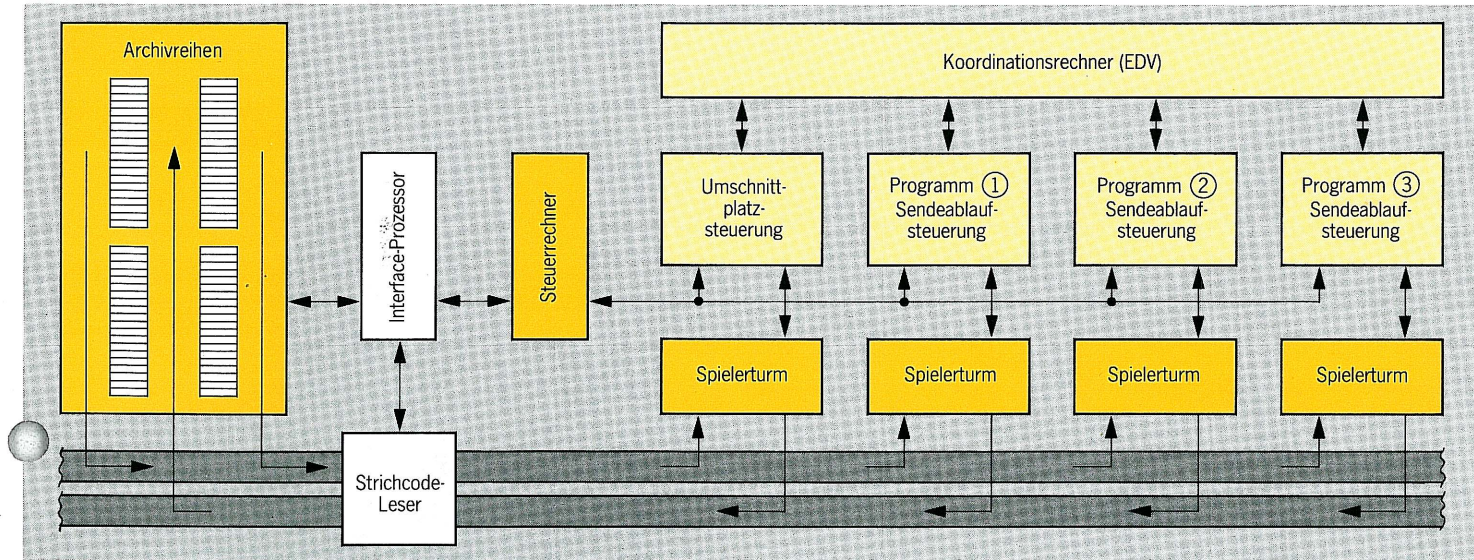 Archivreihen
Koordinationsrechner (EDV)
Interface-Prozessor
Steuerrechner
Umschnitt-
platz-
steuerung
Programm ①
Sendeablauf-
steuerung
Programm ②
Sendeablauf-
steuerung
Programm ③
Sendeablauf-
steuerung
Spielerturm
Spielerturm
Spielerturm
Spielerturm
Strichcode-
Leser